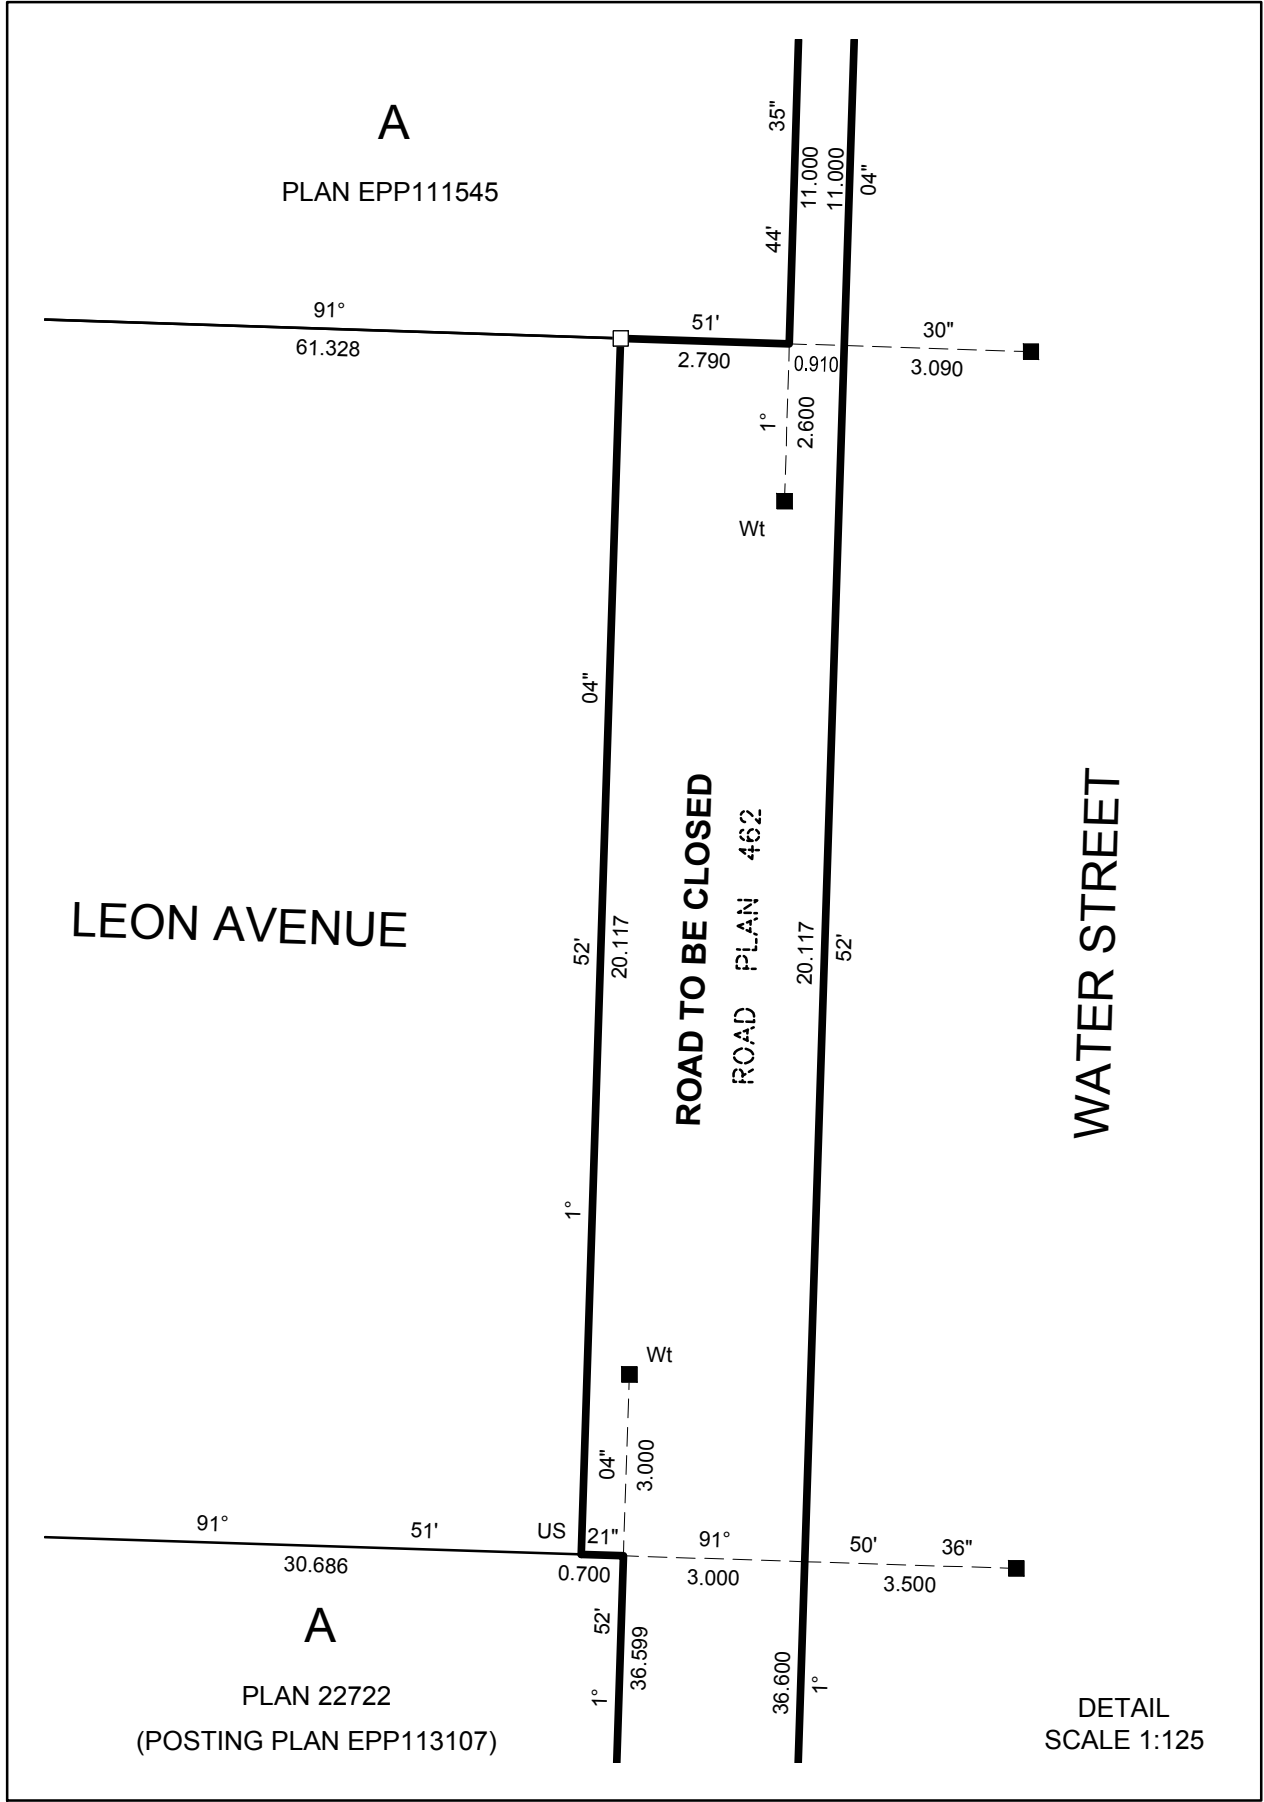 A
PLAN EPP111545
35"
44'
11.000
11.000
04"
91°
61.328
51'
2.790
0.910
30"
3.090
1°
2.600
Wt
04"
52'
20.117
1°
LEON AVENUE
ROAD TO BE CLOSED
ROAD PLAN 462
20.117
52'
WATER STREET
Wt
04"
3.000
91°
51'
30.686
US
21"
0.700
91°
3.000
50'
36"
3.500
52'
1°
36.599
36.600
1°
A
PLAN 22722
(POSTING PLAN EPP113107)
DETAIL
SCALE 1:125